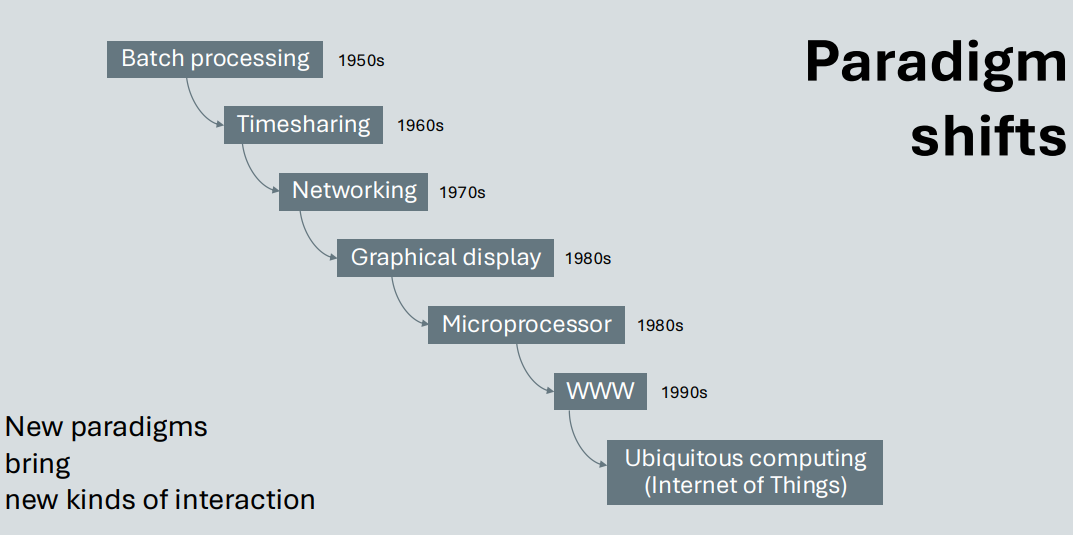 Paradigm
shifts
Batch processing 1950s
Timesharing 1960s
Networking 1970s
Graphical display 1980s
Microprocessor 1980s
WWW 1990s
Ubiquitous computing
(Internet of Things)
New paradigms
bring
new kinds of interaction